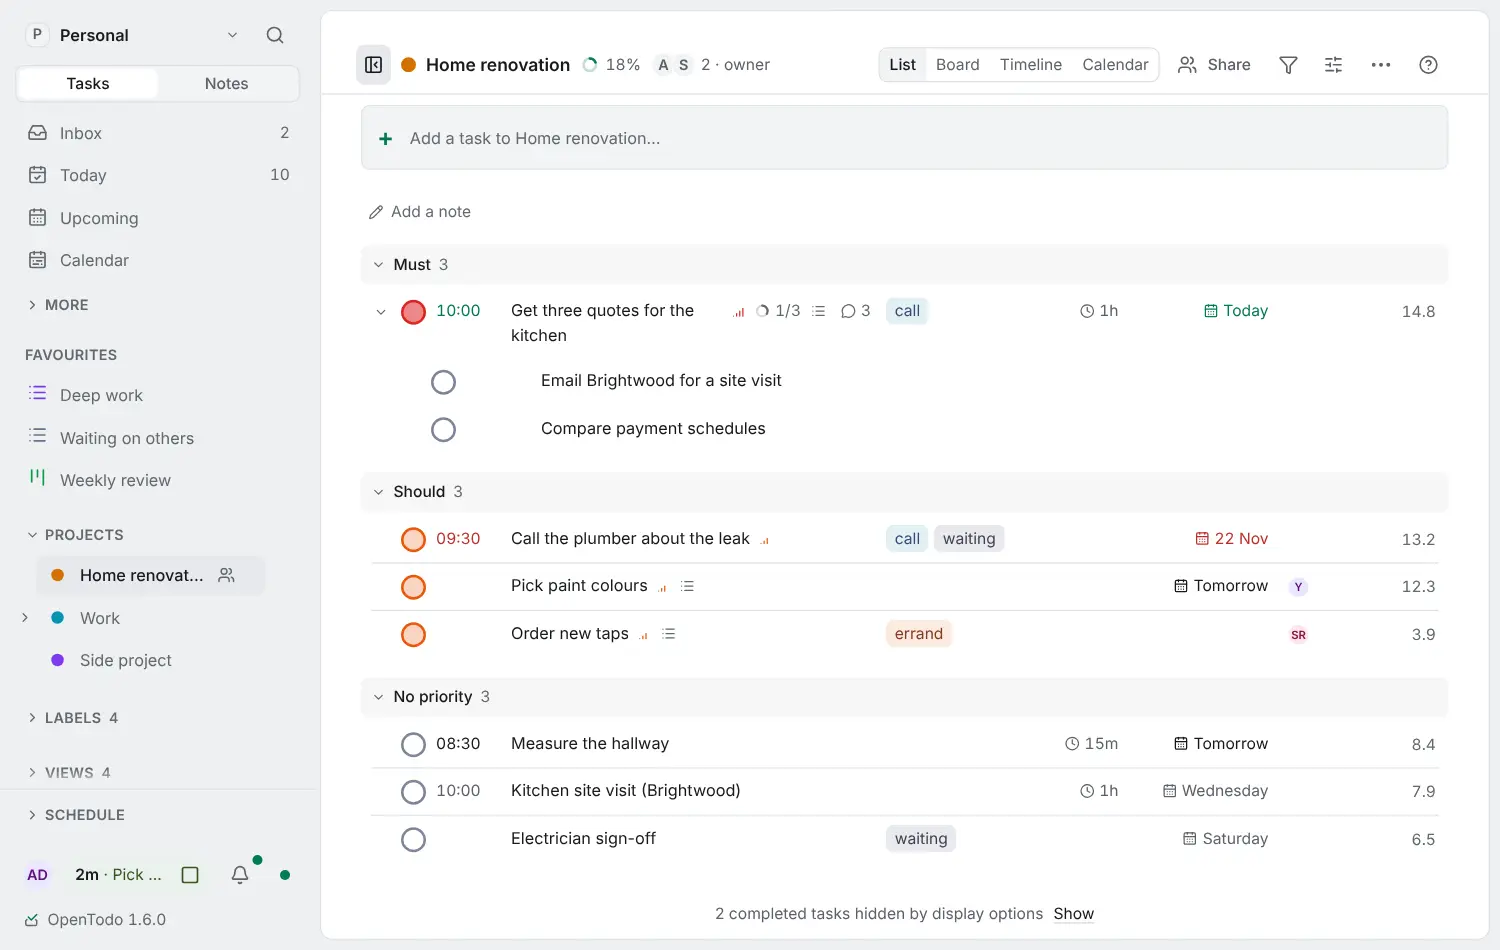 P Personal
Tasks Notes
Inbox 2
Today 10
Upcoming
Calendar
MORE
FAVOURITES
Deep work
Waiting on others
Weekly review
PROJECTS
Home renovat...
Work
Side project
LABELS 4
VIEWS 4
SCHEDULE
AD 2m · Pick ...
OpenTodo 1.6.0
Home renovation 18% A S 2 · owner List Board Timeline Calendar Share
Add a task to Home renovation...
Add a note
Must 3
10:00 Get three quotes for the kitchen 1/3 3 call 1h Today 14.8
Email Brightwood for a site visit
Compare payment schedules
Should 3
09:30 Call the plumber about the leak call waiting 22 Nov 13.2
Pick paint colours Tomorrow Y 12.3
Order new taps errand SR 3.9
No priority 3
08:30 Measure the hallway 15m Tomorrow 8.4
10:00 Kitchen site visit (Brightwood) 1h Wednesday 7.9
Electrician sign-off waiting Saturday 6.5
2 completed tasks hidden by display options Show